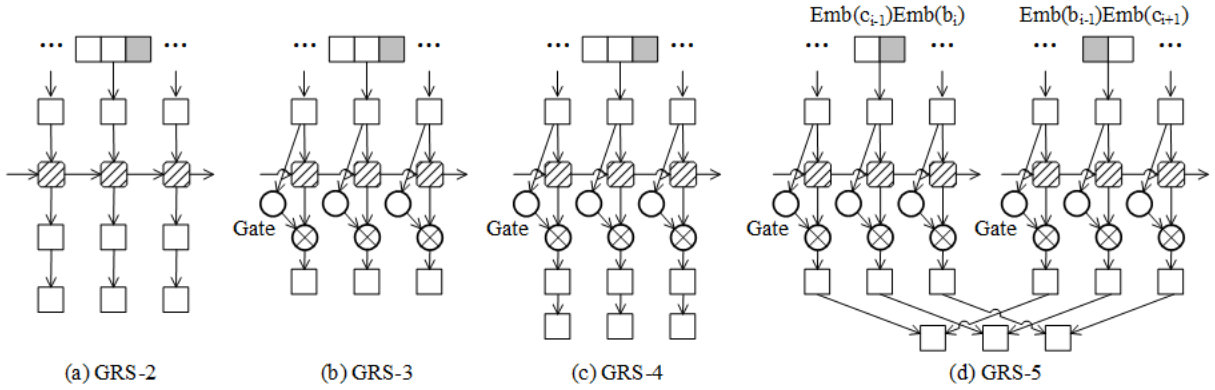 Emb(c_{i-1})Emb(b_i) Emb(b_{i-1})Emb(c_{i+1})
... ... ... ... ... ... ... ... ... ...
Gate Gate Gate Gate
(a) GRS-2 (b) GRS-3 (c) GRS-4 (d) GRS-5